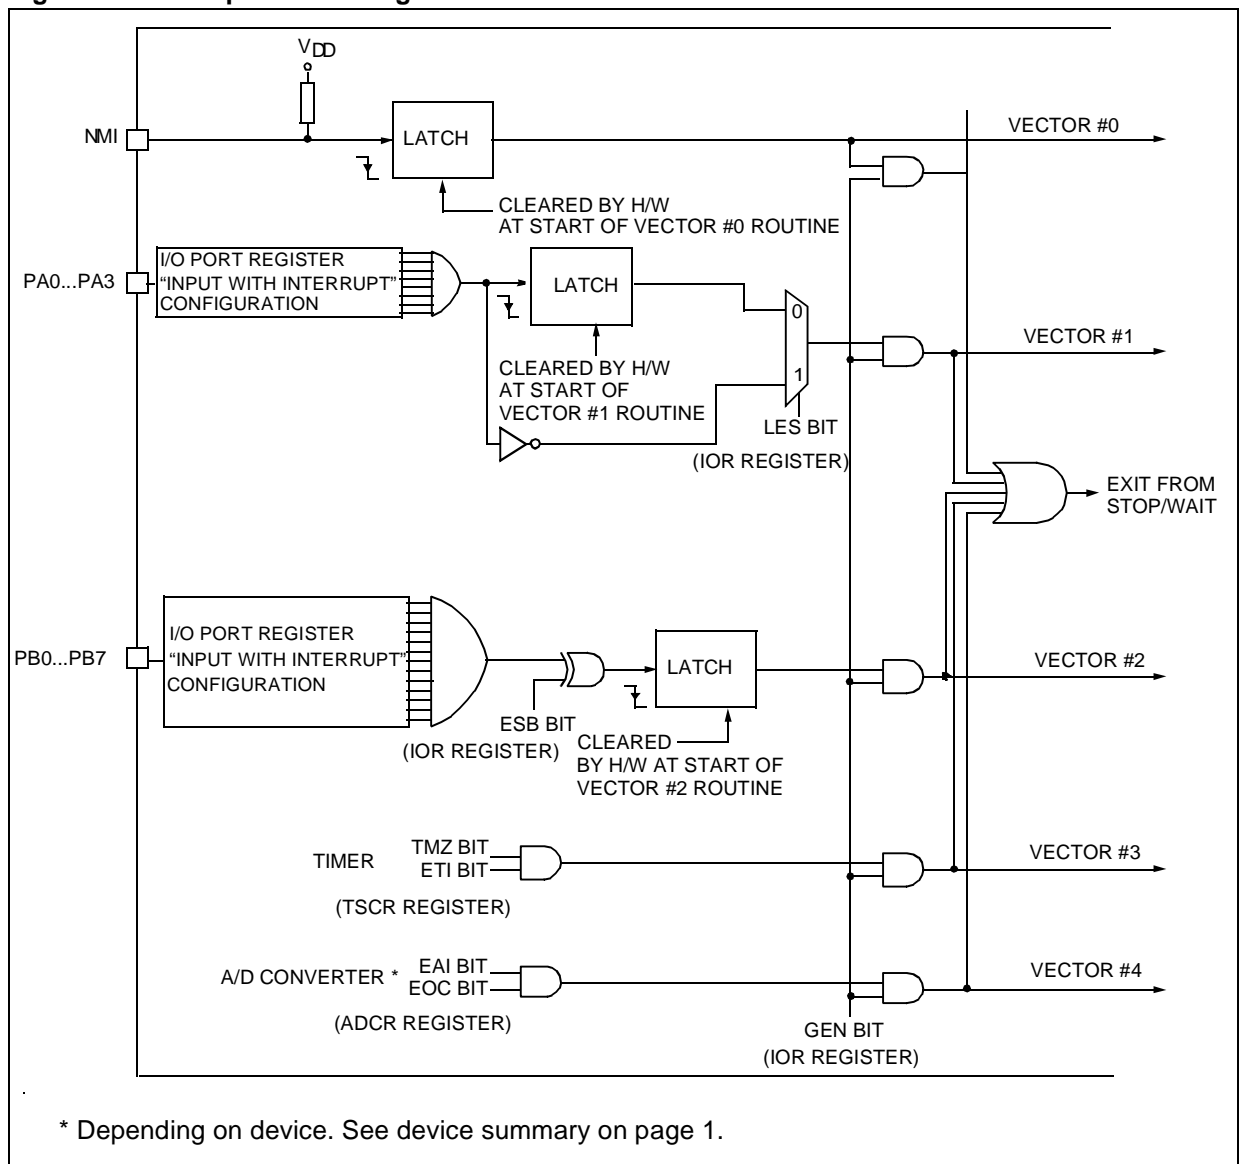 V DD
NMI
LATCH
VECTOR #0
CLEARED BY H/W
AT START OF VECTOR #0 ROUTINE
PA0...PA3
I/O PORT REGISTER
“INPUT WITH INTERRUPT”
CONFIGURATION
LATCH
0
1
VECTOR #1
CLEARED BY H/W
AT START OF
VECTOR #1 ROUTINE
LES BIT
(IOR REGISTER)
EXIT FROM
STOP/WAIT
PB0...PB7
I/O PORT REGISTER
“INPUT WITH INTERRUPT”
CONFIGURATION
LATCH
VECTOR #2
ESB BIT
(IOR REGISTER)
CLEARED
BY H/W AT START OF
VECTOR #2 ROUTINE
TIMER
TMZ BIT
ETI BIT
(TSCR REGISTER)
VECTOR #3
A/D CONVERTER *
EAI BIT
EOC BIT
(ADCR REGISTER)
VECTOR #4
GEN BIT
(IOR REGISTER)
* Depending on device. See device summary on page 1.